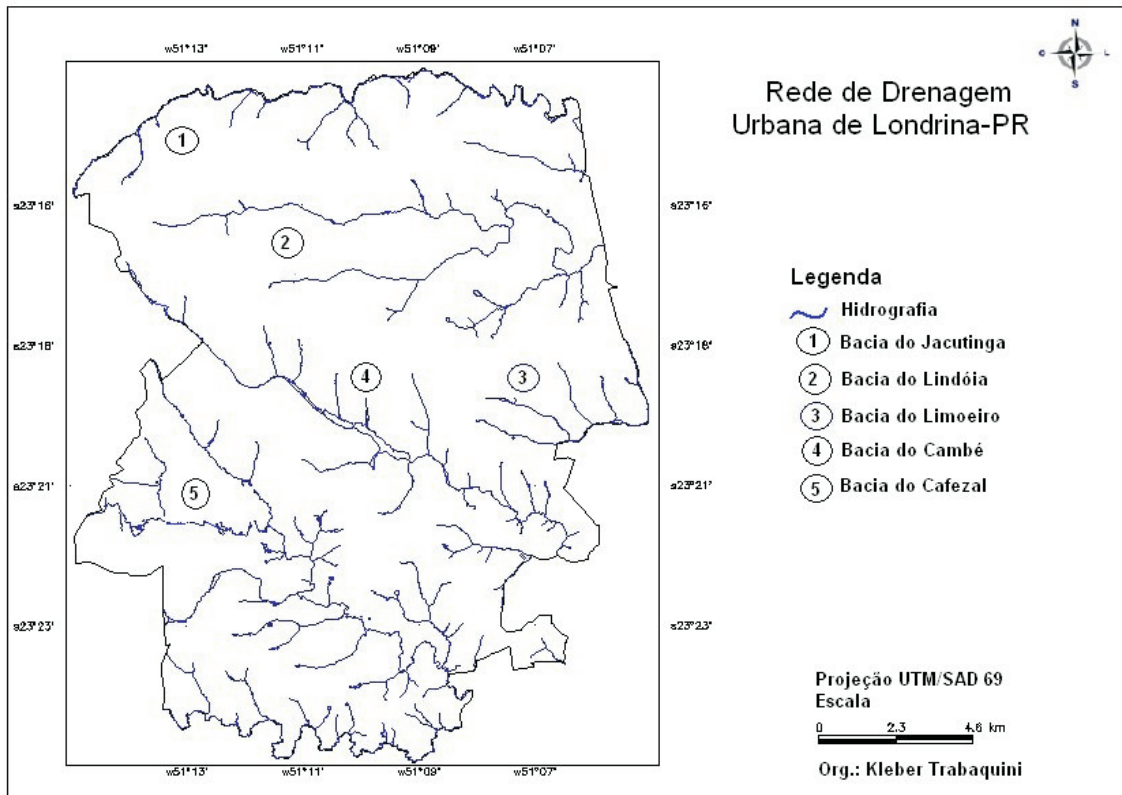 N
O
L
S
Rede de Drenagem
Urbana de Londrina-PR
w51°13' w51°11' w51°09' w51°07'
s23°16' s23°16'
s23°18' s23°18'
s23°21' s23°21'
s23°23' s23°23'
1
2
3
4
5
Legenda
Hidrografia
1 Bacia do Jacutinga
2 Bacia do Lindóia
3 Bacia do Limoeiro
4 Bacia do Cambé
5 Bacia do Cafezal
Projeção UTM/SAD 69
Escala
0 2.3 4.6 km
Org.: Kleber Trabaquini
w51°13' w51°11' w51°09' w51°07'